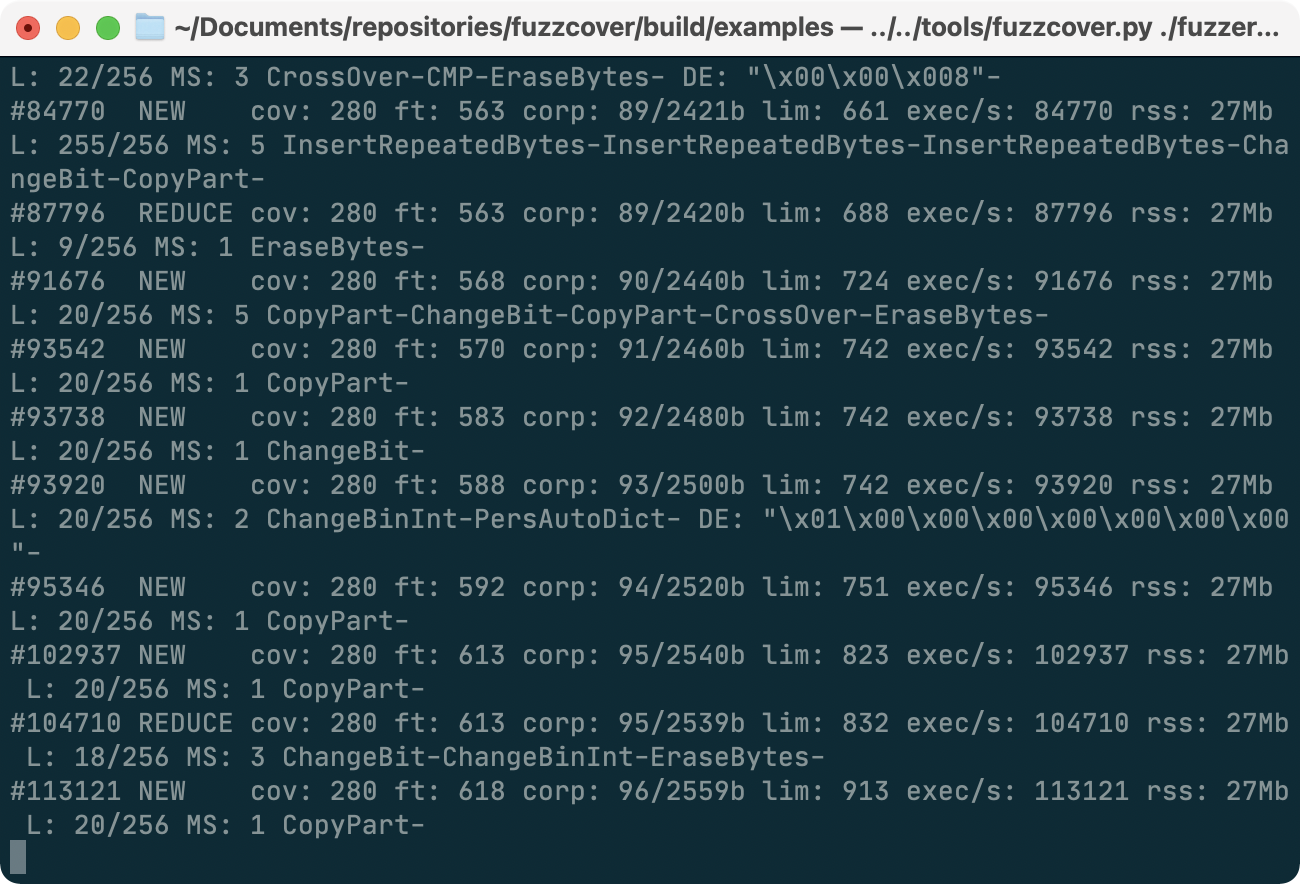 ~/Documents/repositories/fuzzcover/build/examples — ../../tools/fuzzcover.py ./fuzzer...
L: 22/256 MS: 3 CrossOver-CMP-EraseBytes- DE: "\x00\x00\x008"-
#84770  NEW    cov: 280 ft: 563 corp: 89/2421b lim: 661 exec/s: 84770 rss: 27Mb
L: 255/256 MS: 5 InsertRepeatedBytes-InsertRepeatedBytes-InsertRepeatedBytes-Cha
ngeBit-CopyPart-
#87796  REDUCE cov: 280 ft: 563 corp: 89/2420b lim: 688 exec/s: 87796 rss: 27Mb
L: 9/256 MS: 1 EraseBytes-
#91676  NEW    cov: 280 ft: 568 corp: 90/2440b lim: 724 exec/s: 91676 rss: 27Mb
L: 20/256 MS: 5 CopyPart-ChangeBit-CopyPart-CrossOver-EraseBytes-
#93542  NEW    cov: 280 ft: 570 corp: 91/2460b lim: 742 exec/s: 93542 rss: 27Mb
L: 20/256 MS: 1 CopyPart-
#93738  NEW    cov: 280 ft: 583 corp: 92/2480b lim: 742 exec/s: 93738 rss: 27Mb
L: 20/256 MS: 1 ChangeBit-
#93920  NEW    cov: 280 ft: 588 corp: 93/2500b lim: 742 exec/s: 93920 rss: 27Mb
L: 20/256 MS: 2 ChangeBinInt-PersAutoDict- DE: "\x01\x00\x00\x00\x00\x00\x00\x00
"-
#95346  NEW    cov: 280 ft: 592 corp: 94/2520b lim: 751 exec/s: 95346 rss: 27Mb
L: 20/256 MS: 1 CopyPart-
#102937 NEW    cov: 280 ft: 613 corp: 95/2540b lim: 823 exec/s: 102937 rss: 27Mb
 L: 20/256 MS: 1 CopyPart-
#104710 REDUCE cov: 280 ft: 613 corp: 95/2539b lim: 832 exec/s: 104710 rss: 27Mb
 L: 18/256 MS: 3 ChangeBit-ChangeBinInt-EraseBytes-
#113121 NEW    cov: 280 ft: 618 corp: 96/2559b lim: 913 exec/s: 113121 rss: 27Mb
 L: 20/256 MS: 1 CopyPart-